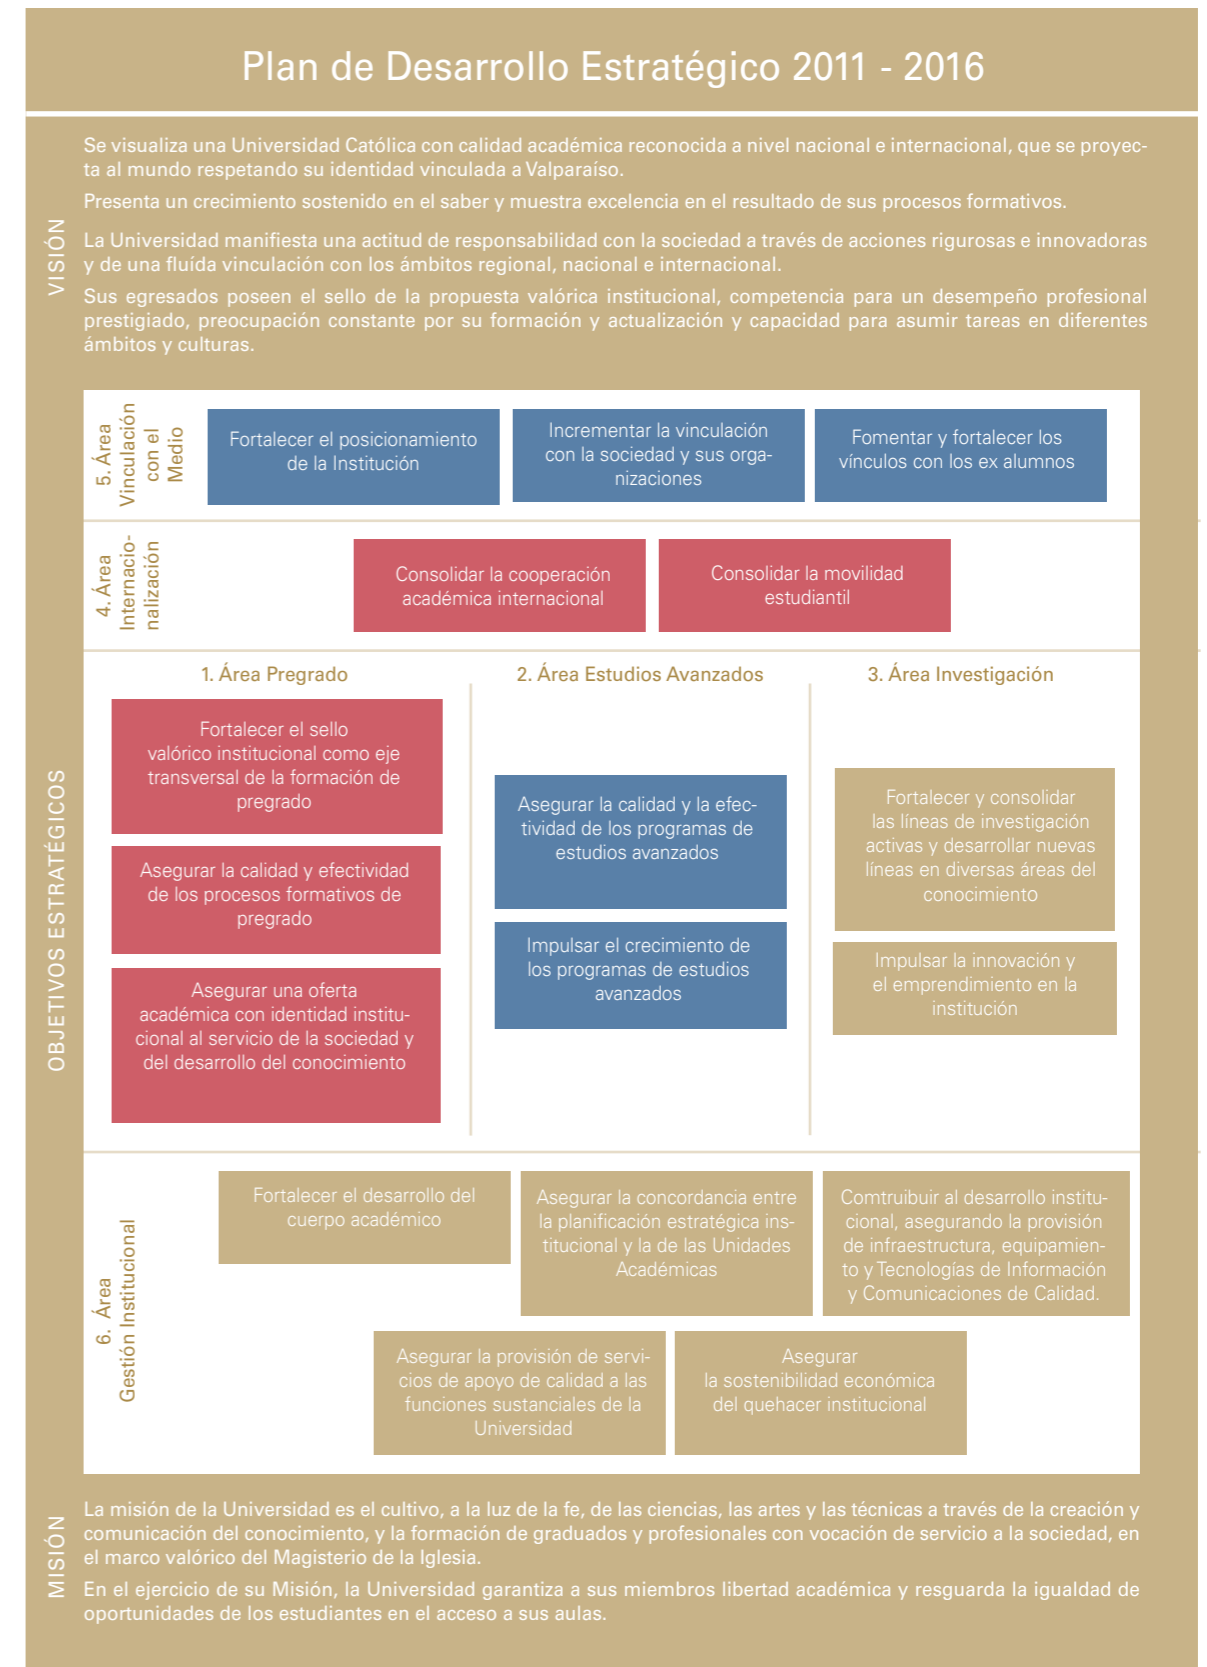 Plan de Desarrollo Estratégico 2011 - 2016
VISIÓN
Se visualiza una Universidad Católica con calidad académica reconocida a nivel nacional e internacional, que se proyec-
ta al mundo respetando su identidad vinculada a Valparaíso.
Presenta un crecimiento sostenido en el saber y muestra excelencia en el resultado de sus procesos formativos.
La Universidad manifiesta una actitud de responsabilidad con la sociedad a través de acciones rigurosas e innovadoras
y de una fluída vinculación con los ámbitos regional, nacional e internacional.
Sus egresados poseen el sello de la propuesta valórica institucional, competencia para un desempeño profesional
prestigiado, preocupación constante por su formación y actualización y capacidad para asumir tareas en diferentes
ámbitos y culturas.
OBJETIVOS ESTRATÉGICOS
5. Área
Vinculación
con el
Medio
Fortalecer el posicionamiento
de la Institución
Incrementar la vinculación
con la sociedad y sus orga-
nizaciones
Fomentar y fortalecer los
vínculos con los ex alumnos
4. Área
Internacio-
nalización
Consolidar la cooperación
académica internacional
Consolidar la movilidad
estudiantil
1. Área Pregrado
Fortalecer el sello
valórico institucional como eje
transversal de la formación de
pregrado
Asegurar la calidad y efectividad
de los procesos formativos de
pregrado
Asegurar una oferta
académica con identidad institu-
cional al servicio de la sociedad y
del desarrollo del conocimiento
2. Área Estudios Avanzados
Asegurar la calidad y la efec-
tividad de los programas de
estudios avanzados
Impulsar el crecimiento de
los programas de estudios
avanzados
3. Área Investigación
Fortalecer y consolidar
las líneas de investigación
activas y desarrollar nuevas
líneas en diversas áreas del
conocimiento
Impulsar la innovación y
el emprendimiento en la
institución
6. Área
Gestión Institucional
Fortalecer el desarrollo del
cuerpo académico
Asegurar la concordancia entre
la planificación estratégica ins-
titucional y la de las Unidades
Académicas
Comtruibuir al desarrollo institu-
cional, asegurando la provisión
de infraestructura, equipamien-
to y Tecnologías de Información
y Comunicaciones de Calidad.
Asegurar la provisión de servi-
cios de apoyo de calidad a las
funciones sustanciales de la
Universidad
Asegurar
la sostenibilidad económica
del quehacer institucional
MISIÓN
La misión de la Universidad es el cultivo, a la luz de la fe, de las ciencias, las artes y las técnicas a través de la creación y
comunicación del conocimiento, y la formación de graduados y profesionales con vocación de servicio a la sociedad, en
el marco valórico del Magisterio de la Iglesia.
En el ejercicio de su Misión, la Universidad garantiza a sus miembros libertad académica y resguarda la igualdad de
oportunidades de los estudiantes en el acceso a sus aulas.